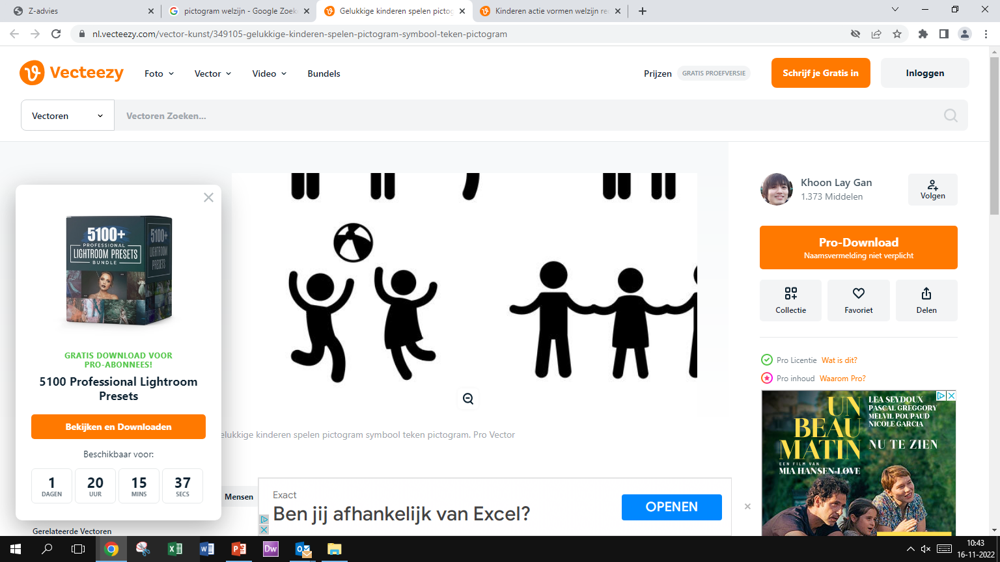 Z-advies
pictogram welzijn - Google Zoek
Gelukkige kinderen spelen pictog
Kinderen actie vormen welzijn re
nl.vecteezy.com/vector-kunst/349105-gelukkige-kinderen-spelen-pictogram-symbool-teken-pictogram
Vecteezy
Foto
Vector
Video
Bundels
Prijzen
GRATIS PROEFVERSIE
Schrijf je Gratis in
Inloggen
Vectoren
Vectoren Zoeken...
5100+
PROFESSIONAL
LIGHTROOM PRESETS
BUNDLE
5100+
LIGHTROOM
PRESETS
GRATIS DOWNLOAD VOOR
PRO-ABONNEES!
5100 Professional Lightroom
Presets
Bekijken en Downloaden
Beschikbaar voor:
1 20 15 37
DAGEN UUR MINS SECS
Gerelateerde Vectoren
elukkige kinderen spelen pictogram symbool teken pictogram. Pro Vector
Mensen
Exact
Ben jij afhankelijk van Excel?
OPENEN
Khoon Lay Gan
1.373 Middelen
Volgen
Pro-Download
Naamsvermelding niet verplicht
Collectie
Favoriet
Delen
Pro Licentie Wat is dit?
Pro inhoud Waarom Pro?
UN
BEAU
MATIN
EEN FILM VAN
MIA HANSEN-LØVE
LEA SEYDOUX
PASCAL GREGGORY
MELVIL POUPAUD
NICOLE GARCIA
NU TE ZIEN
Dw
10:43
16-11-2022